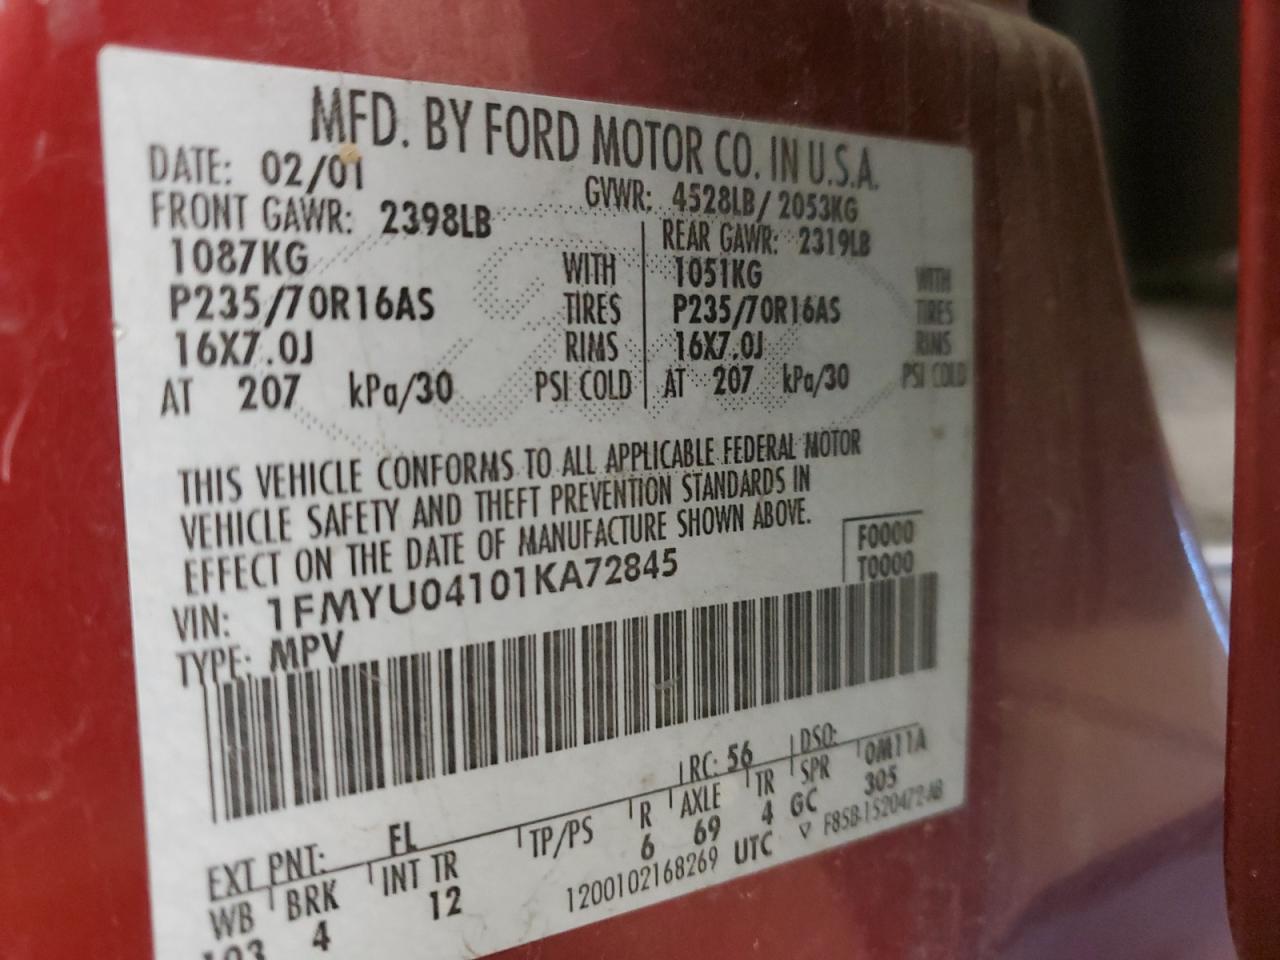 MFD. BY FORD MOTOR CO. IN U.S.A.
DATE: 02/01 GVWR: 4528LB/ 2053KG
FRONT GAWR: 2398LB REAR GAWR: 2319LB
1087KG WITH 1051KG WITH
P235/70R16AS TIRES P235/70R16AS TIRES
16X7.0J RIMS 16X7.0J RIMS
AT 207 kPa/30 PSI COLD AT 207 kPa/30 PSI COLD
THIS VEHICLE CONFORMS TO ALL APPLICABLE FEDERAL MOTOR
VEHICLE SAFETY AND THEFT PREVENTION STANDARDS IN
EFFECT ON THE DATE OF MANUFACTURE SHOWN ABOVE.
VIN: 1FMYU04101KA72845 F0000
TYPE: MPV T0000
EXT PNT: FL RC: 56 DSO:
WB BRK INT TR TP/PS R AXLE TR SPR 0M11A
103 4 12 6 69 4 GC 305
1200102168269 UTC ▽ F85B-1520472-AB